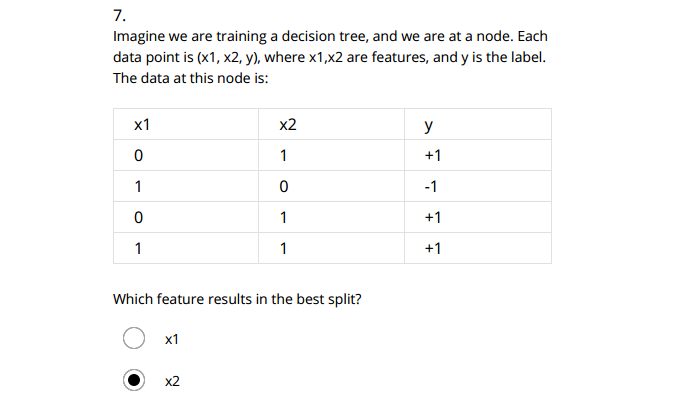 7.
Imagine we are training a decision tree, and we are at a node. Each
data point is (x1, x2, y), where x1,x2 are features, and y is the label.
The data at this node is:
x1 x2 y
0 1 +1
1 0 -1
0 1 +1
1 1 +1
Which feature results in the best split?
x1
x2